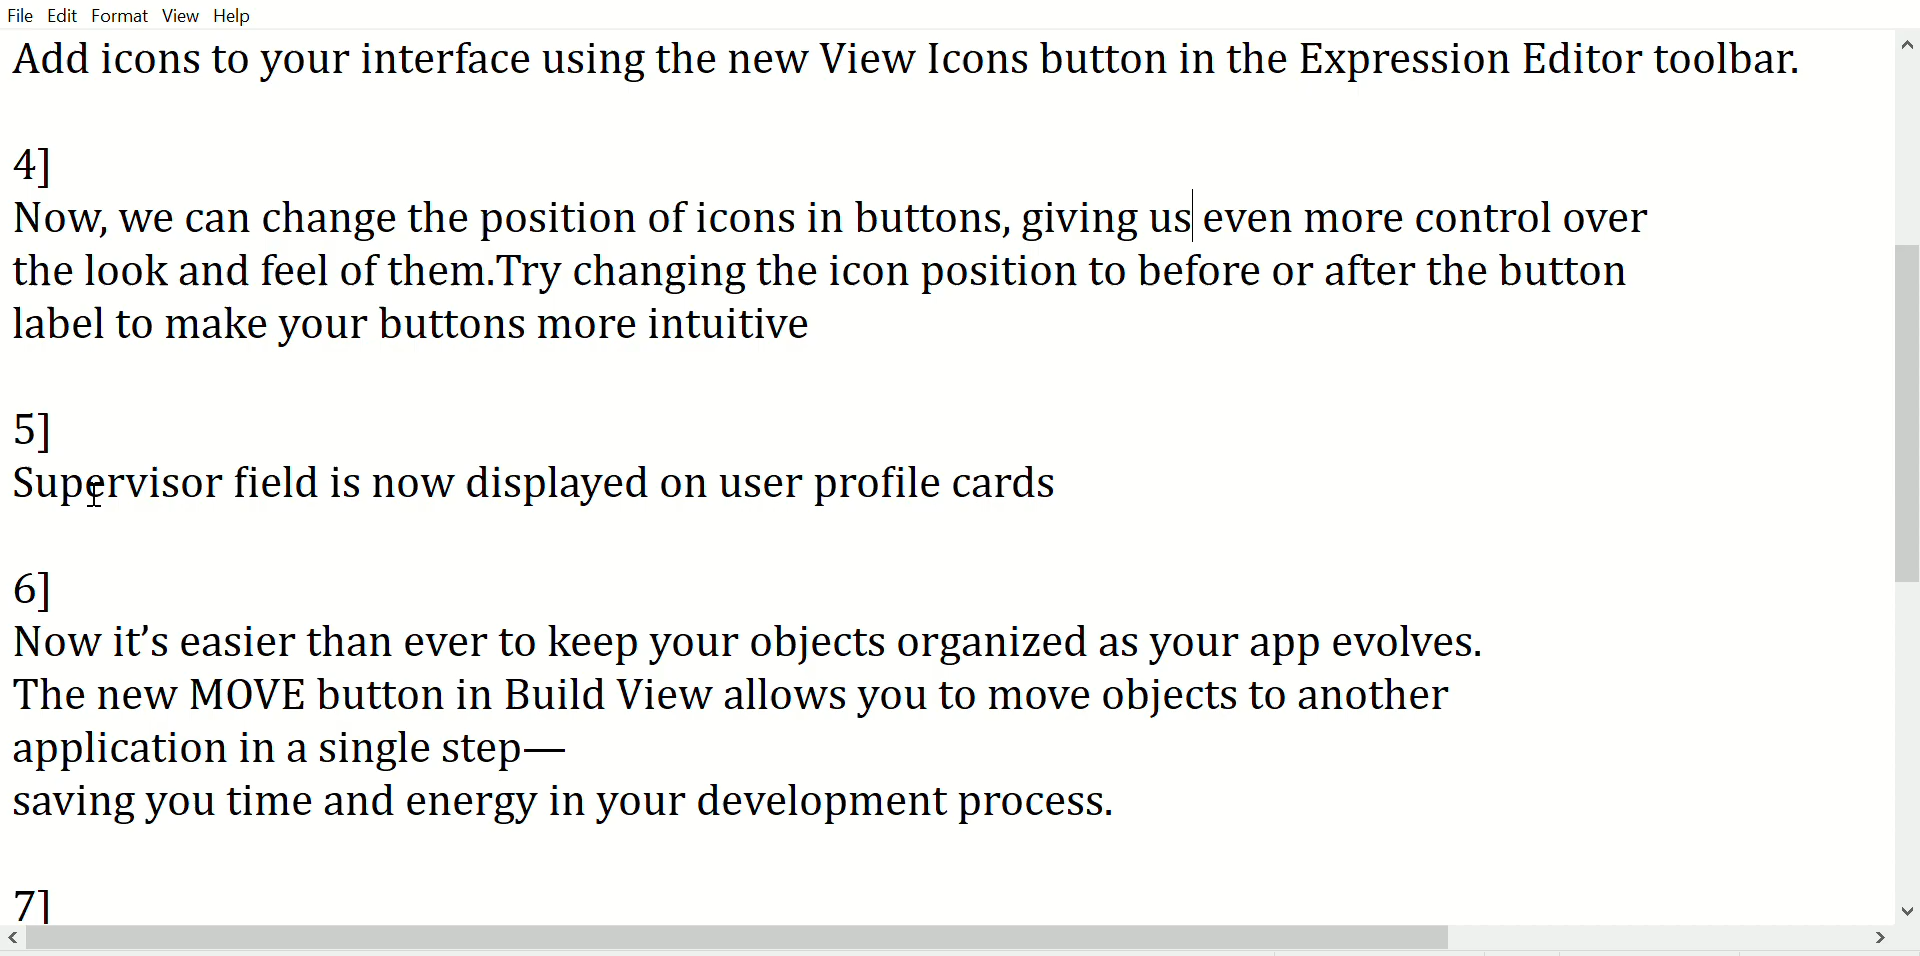 File Edit Format View Help
Add icons to your interface using the new View Icons button in the Expression Editor toolbar.
4]
Now, we can change the position of icons in buttons, giving us even more control over
the look and feel of them.Try changing the icon position to before or after the button
label to make your buttons more intuitive
5]
Supervisor field is now displayed on user profile cards
6]
Now it’s easier than ever to keep your objects organized as your app evolves.
The new MOVE button in Build View allows you to move objects to another
application in a single step—
saving you time and energy in your development process.
7]